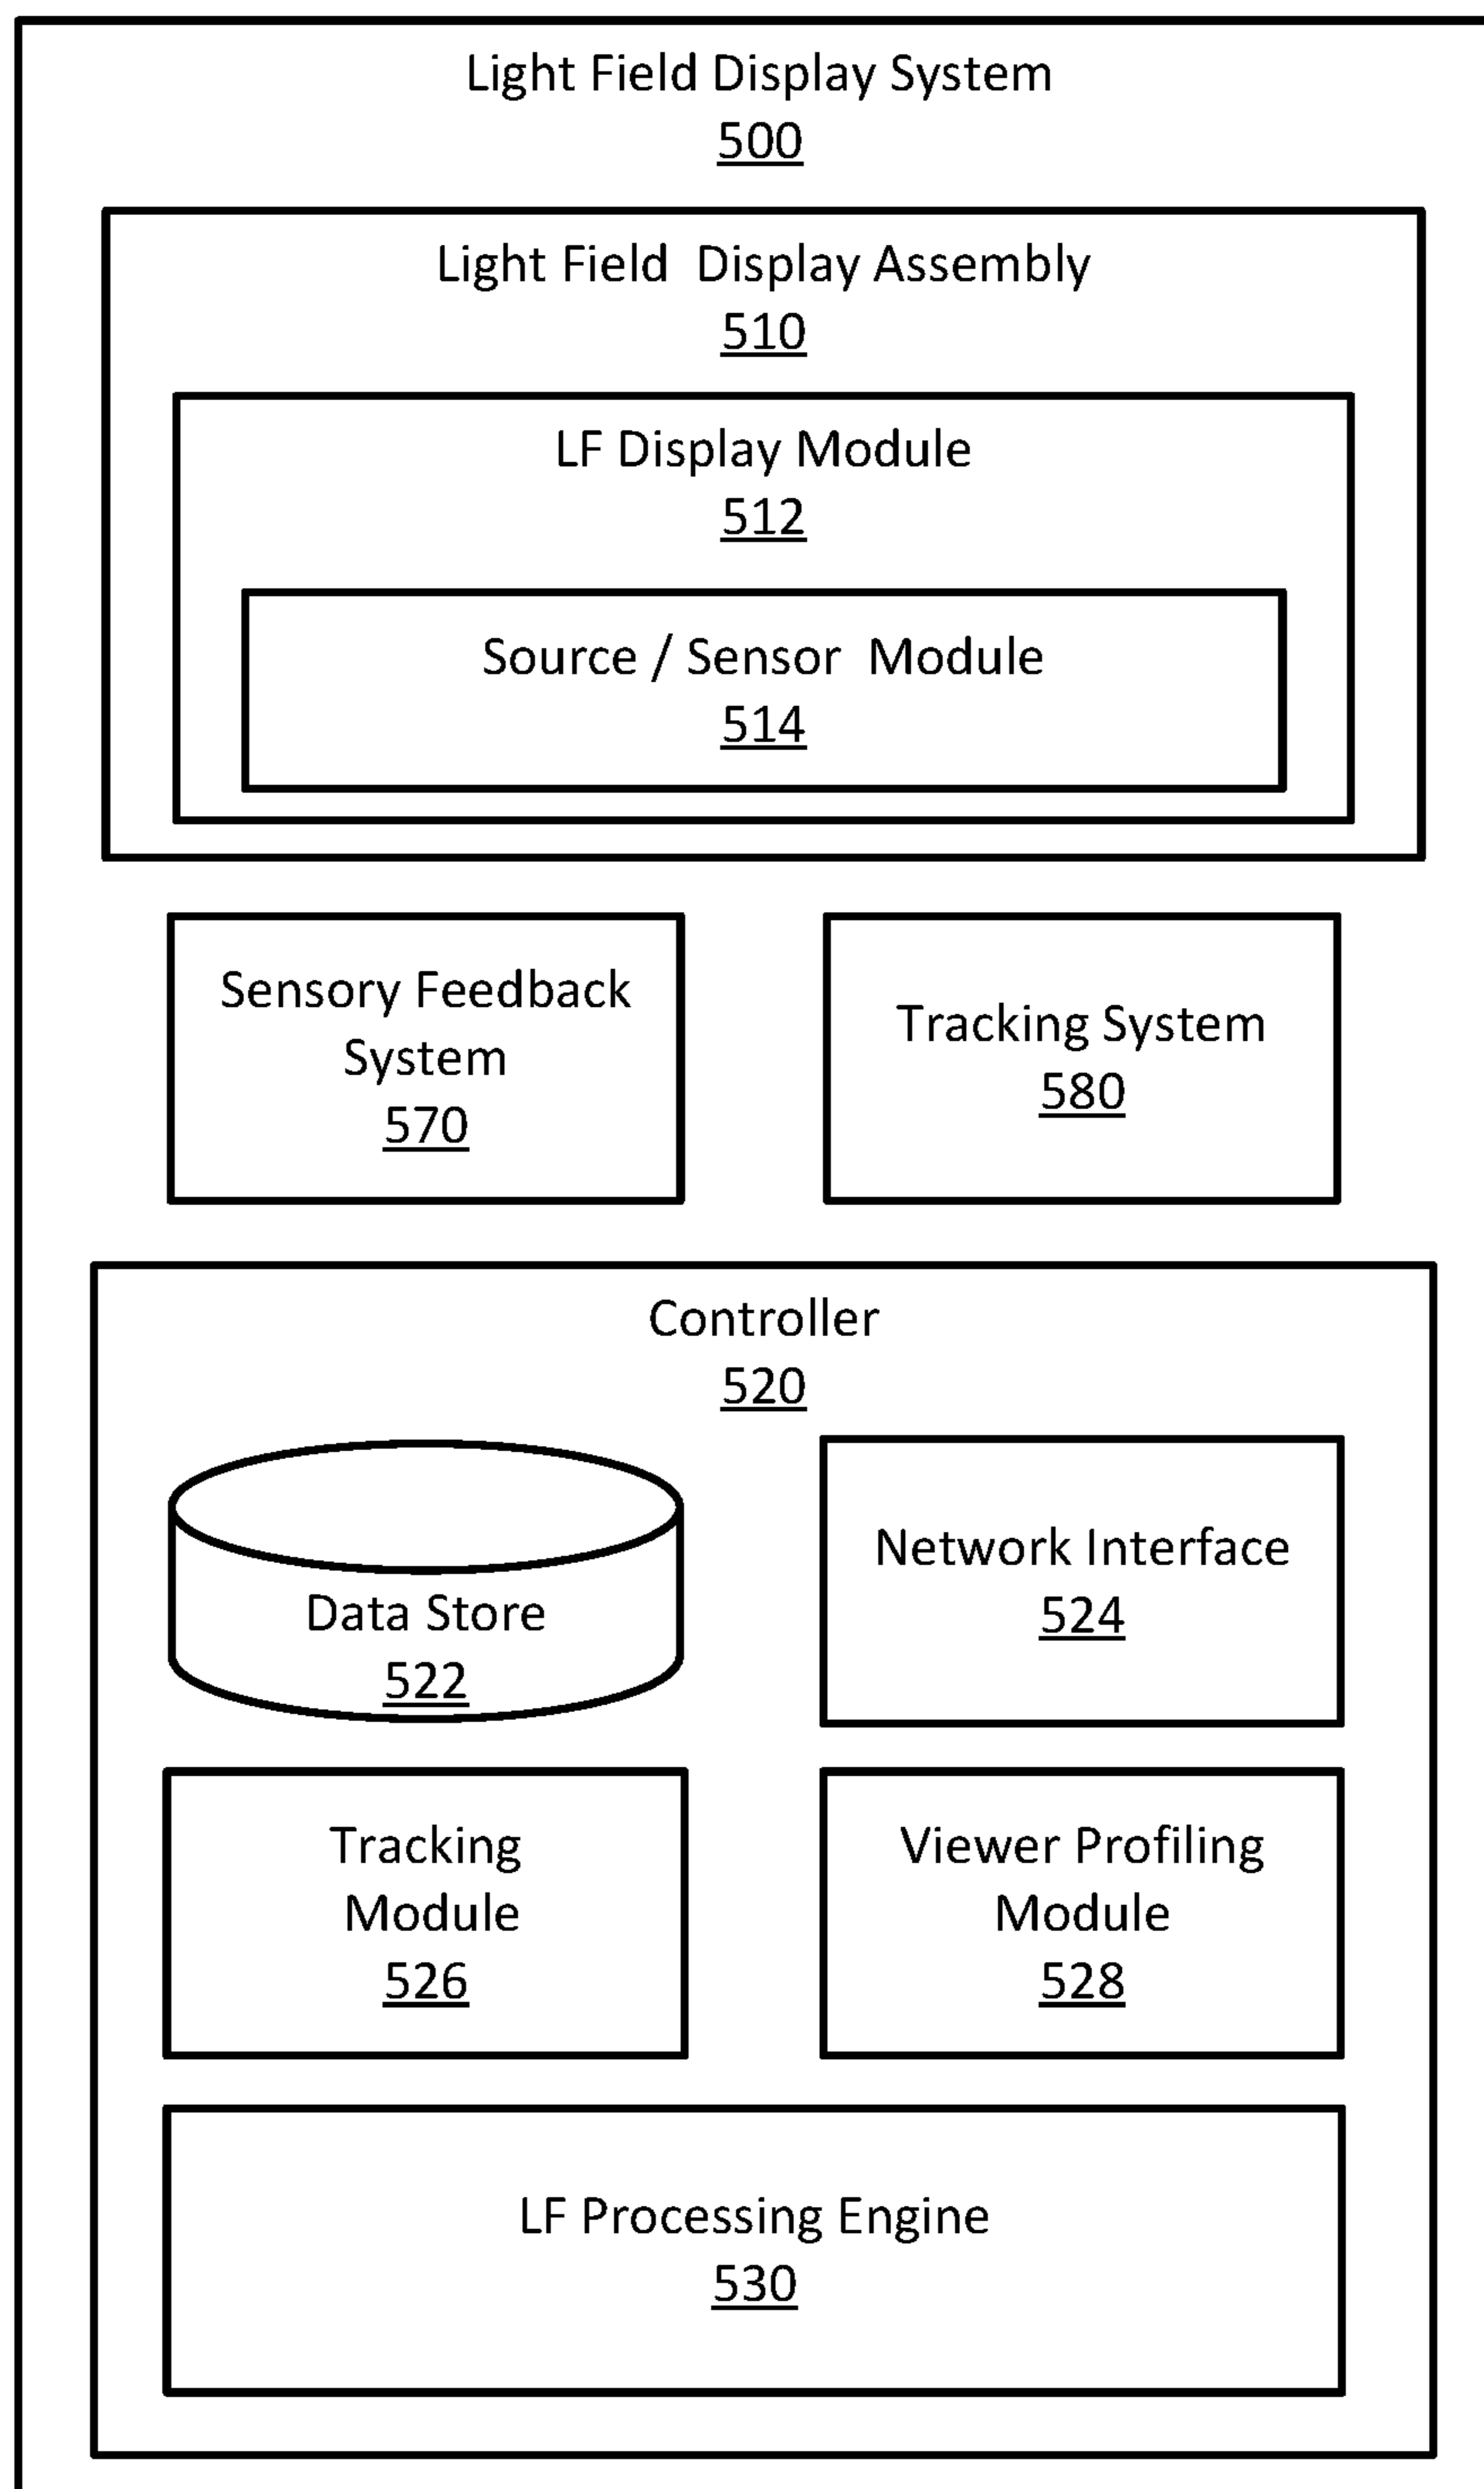 Light Field Display System
500
Light Field Display Assembly
510
LF Display Module
512
Source / Sensor Module
514
Sensory Feedback
System
570
Tracking System
580
Controller
520
Data Store
522
Network Interface
524
Tracking
Module
526
Viewer Profiling
Module
528
LF Processing Engine
530